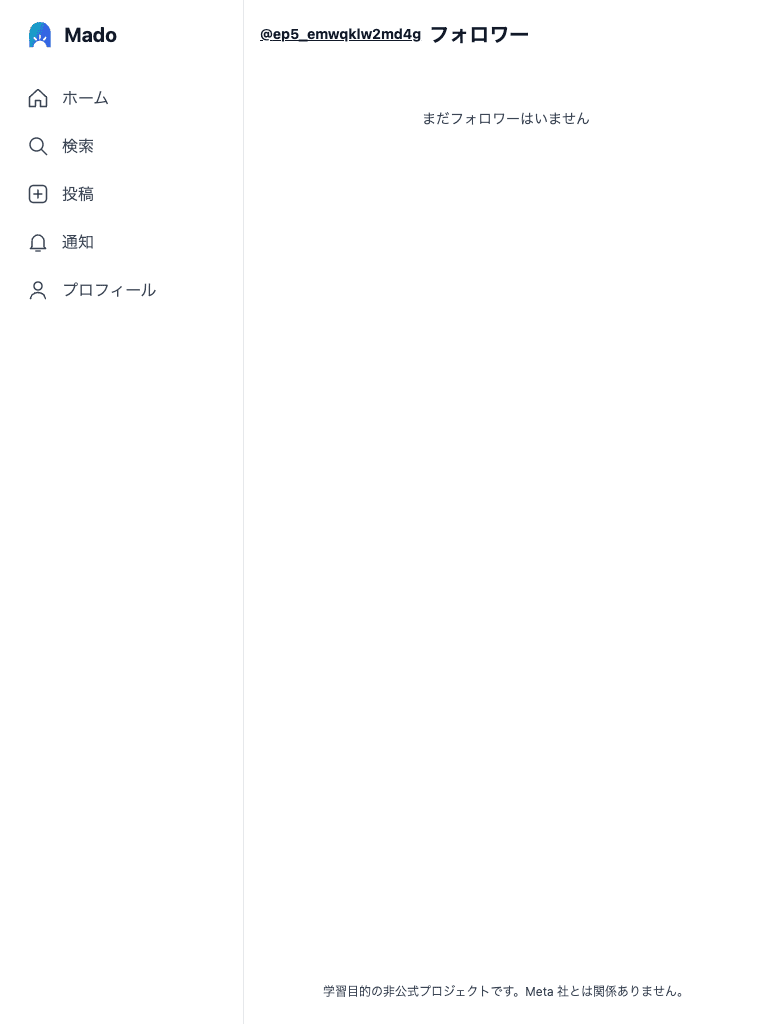 Mado
ホーム
検索
投稿
通知
プロフィール
@ep5_emwqklw2md4g フォロワー
まだフォロワーはいません
学習目的の非公式プロジェクトです。Meta 社とは関係ありません。